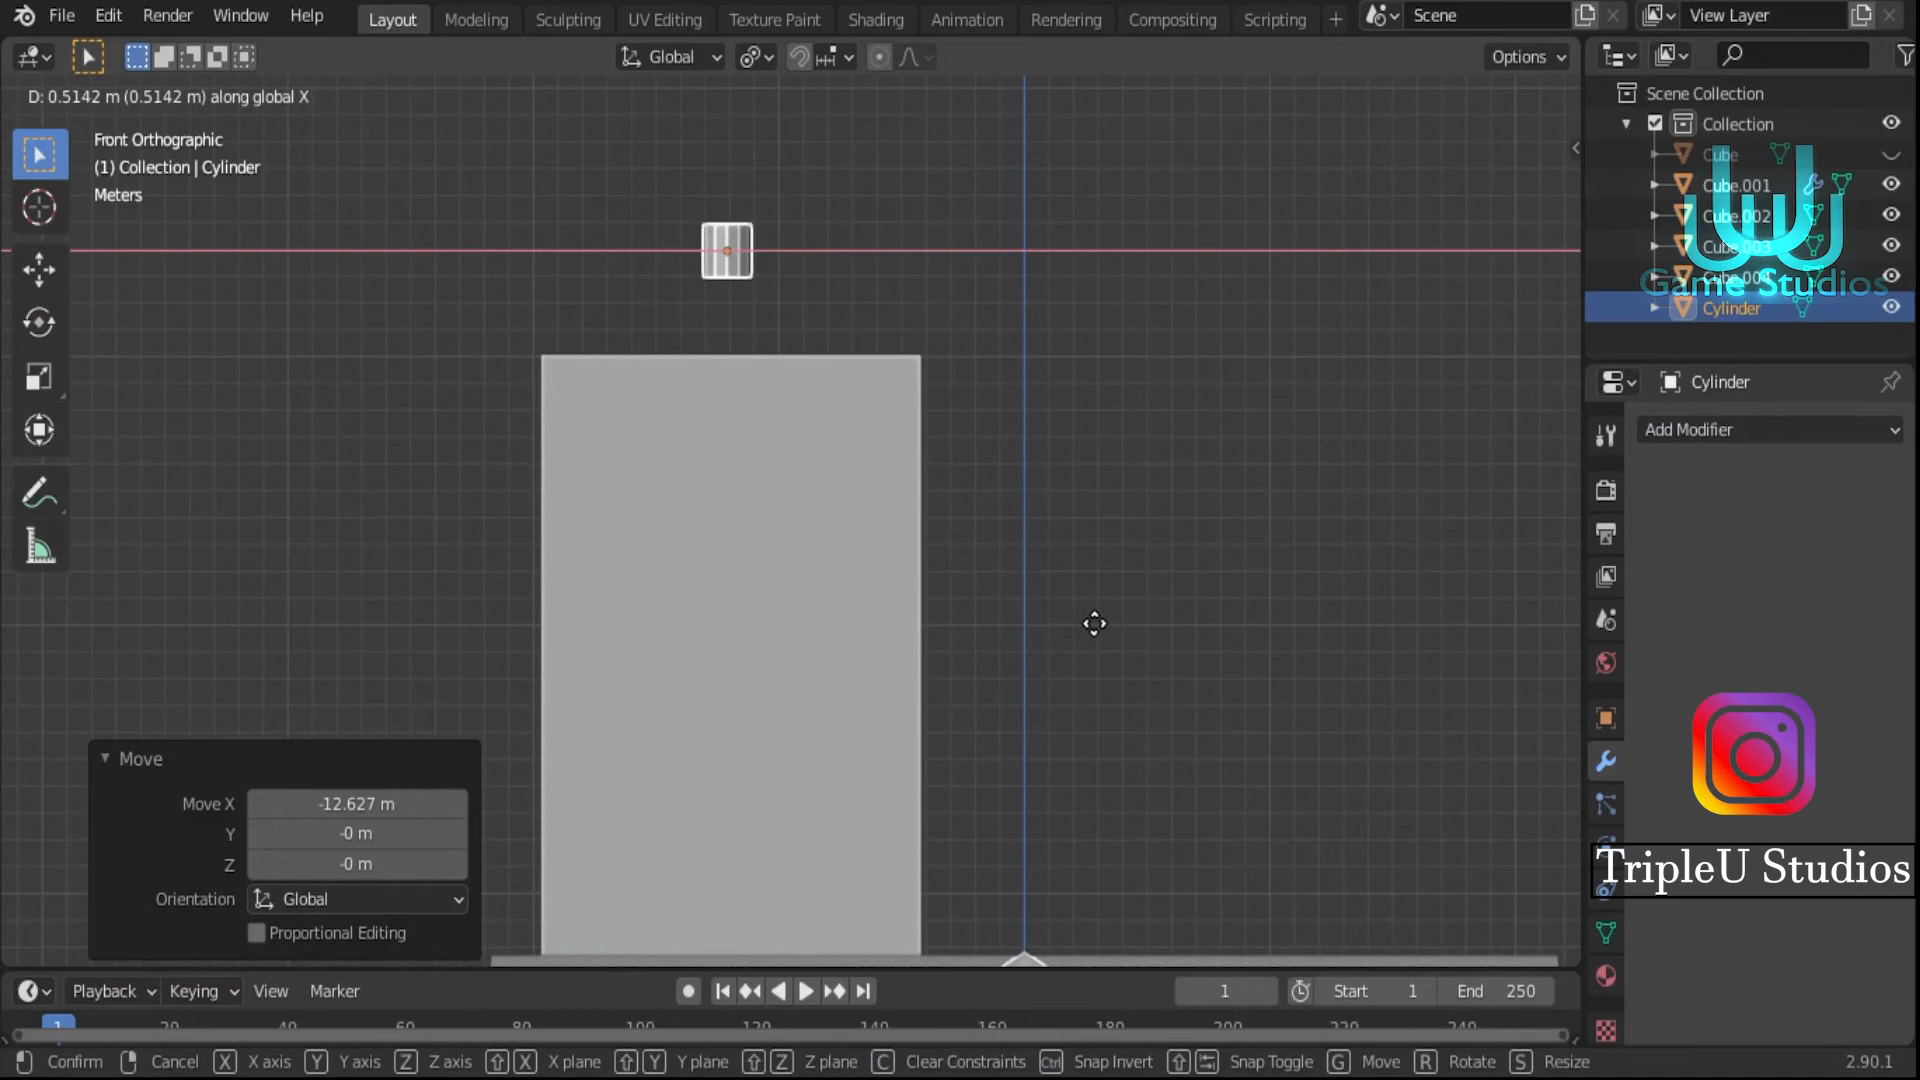 File Edit Render Window Help Layout Modeling Sculpting UV Editing Texture Paint Shading Animation Rendering Compositing Scripting + Scene View Layer
Global Options
D: 0.5142 m (0.5142 m) along global X
Front Orthographic
(1) Collection | Cylinder
Meters
Scene Collection
Collection
Cube
Cube.001
Cube.002
Cube.003
Game Studios
Cylinder
Cylinder
Add Modifier
TripleU Studios
Move
Move X -12.627 m
Y -0 m
Z -0 m
Orientation Global
Proportional Editing
Playback Keying View Marker 1 Start 1 End 250
1 20 40 60 80 100 120 140 160 180 200 220 240
Confirm Cancel X X axis Y Y axis Z Z axis X X plane Y Y plane Z Z plane C Clear Constraints Ctrl Snap Invert Snap Toggle G Move R Rotate S Resize 2.90.1